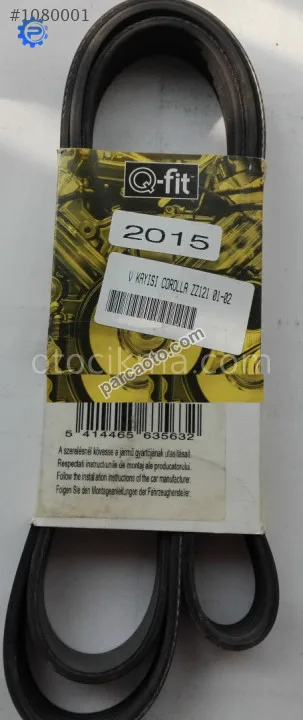 #1080001
Q-fit
2015
V KAYISI COROLLA ZZ121 01-02
otocikma.com
parcaoto.com
5 414465 635632
A szerelésnél kövesse a jármű gyártójának utasításait
Respectati instructiunile de montaj ale producatorului.
Follow the installation instructions of the car manufacturer.
Folgen Sie den Montageanleitungen der Fahrzeughersteller.